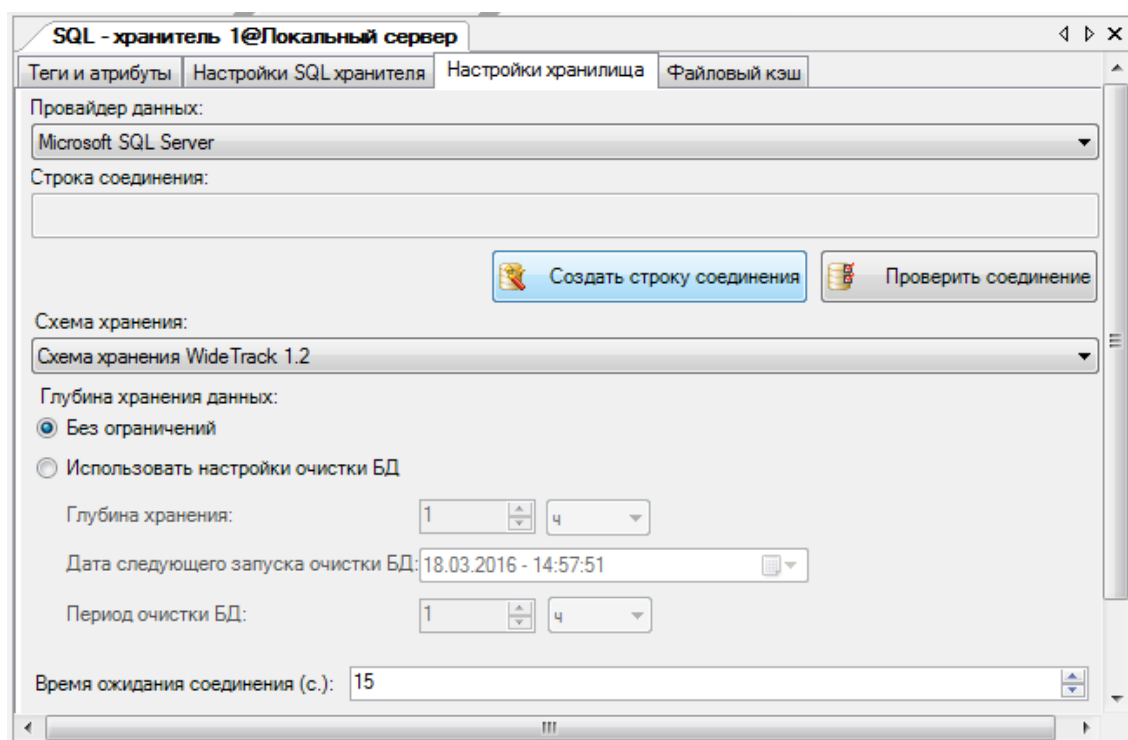 SQL - хранитель 1@Локальный сервер
Теги и атрибуты Настройки SQL хранителя Настройки хранилища Файловый кэш
Провайдер данных:
Microsoft SQL Server
Строка соединения:
Создать строку соединения Проверить соединение
Схема хранения:
Схема хранения WideTrack 1.2
Глубина хранения данных:
Без ограничений
Использовать настройки очистки БД
Глубина хранения: 1 ч
Дата следующего запуска очистки БД: 18.03.2016 - 14:57:51
Период очистки БД: 1 ч
Время ожидания соединения (с.): 15